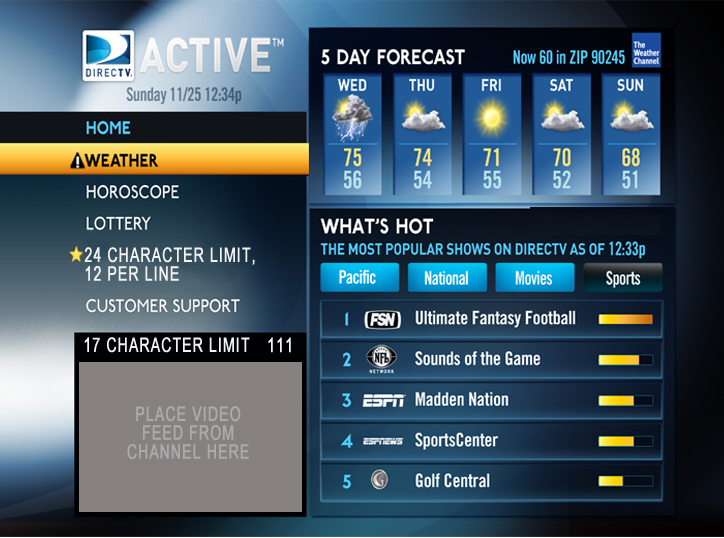 DIRECTV
ACTIVE™
Sunday 11/25 12:34p
HOME
WEATHER
HOROSCOPE
LOTTERY
24 CHARACTER LIMIT,
12 PER LINE
CUSTOMER SUPPORT
17 CHARACTER LIMIT 111
PLACE VIDEO
FEED FROM
CHANNEL HERE
5 DAY FORECAST Now 60 in ZIP 90245
The
Weather
Channel
WED THU FRI SAT SUN
75 74 71 70 68
56 54 55 52 51
WHAT'S HOT
THE MOST POPULAR SHOWS ON DIRECTV AS OF 12:33p
Pacific National Movies Sports
1 FSN Ultimate Fantasy Football
2 NFL NETWORK Sounds of the Game
3 ESPN Madden Nation
4 ESPNEWS SportsCenter
5 Golf Central